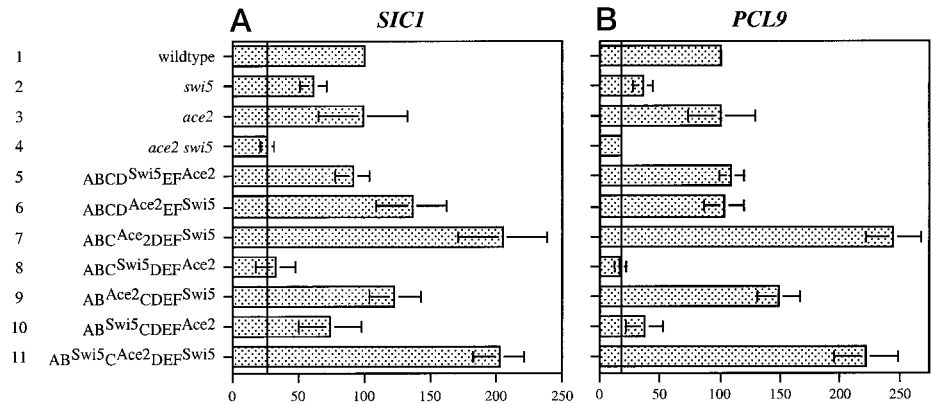 A SIC1 B PCL9
1 wildtype
2 swi5
3 ace2
4 ace2 swi5
5 ABCDSwi5EFAce2
6 ABCDAce2EFSwi5
7 ABCAce2DEFSwi5
8 ABCSwi5DEFAce2
9 ABAce2CDEFSwi5
10 ABSwi5CDEFAce2
11 ABSwi5CAce2DEFSwi5
0 50 100 150 200 250 0 50 100 150 200 250